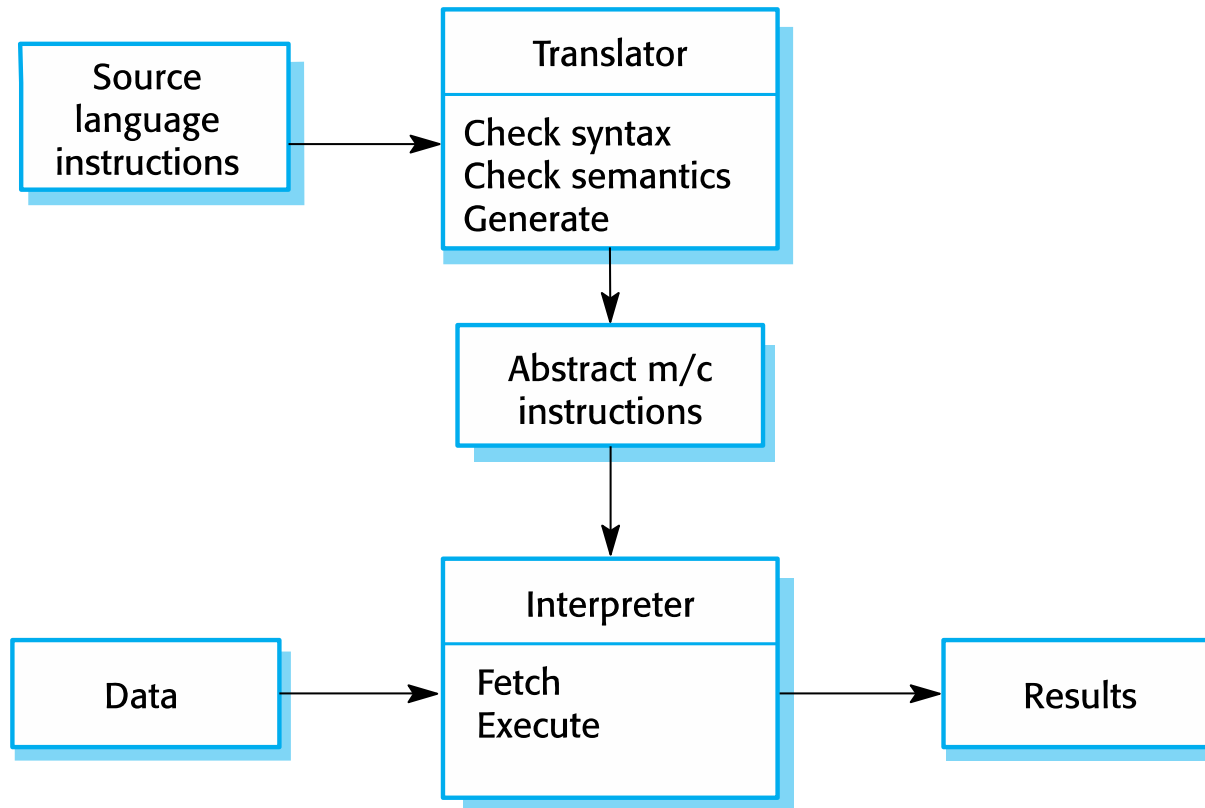 Source
language
instructions
Translator
Check syntax
Check semantics
Generate
Abstract m/c
instructions
Data
Interpreter
Fetch
Execute
Results